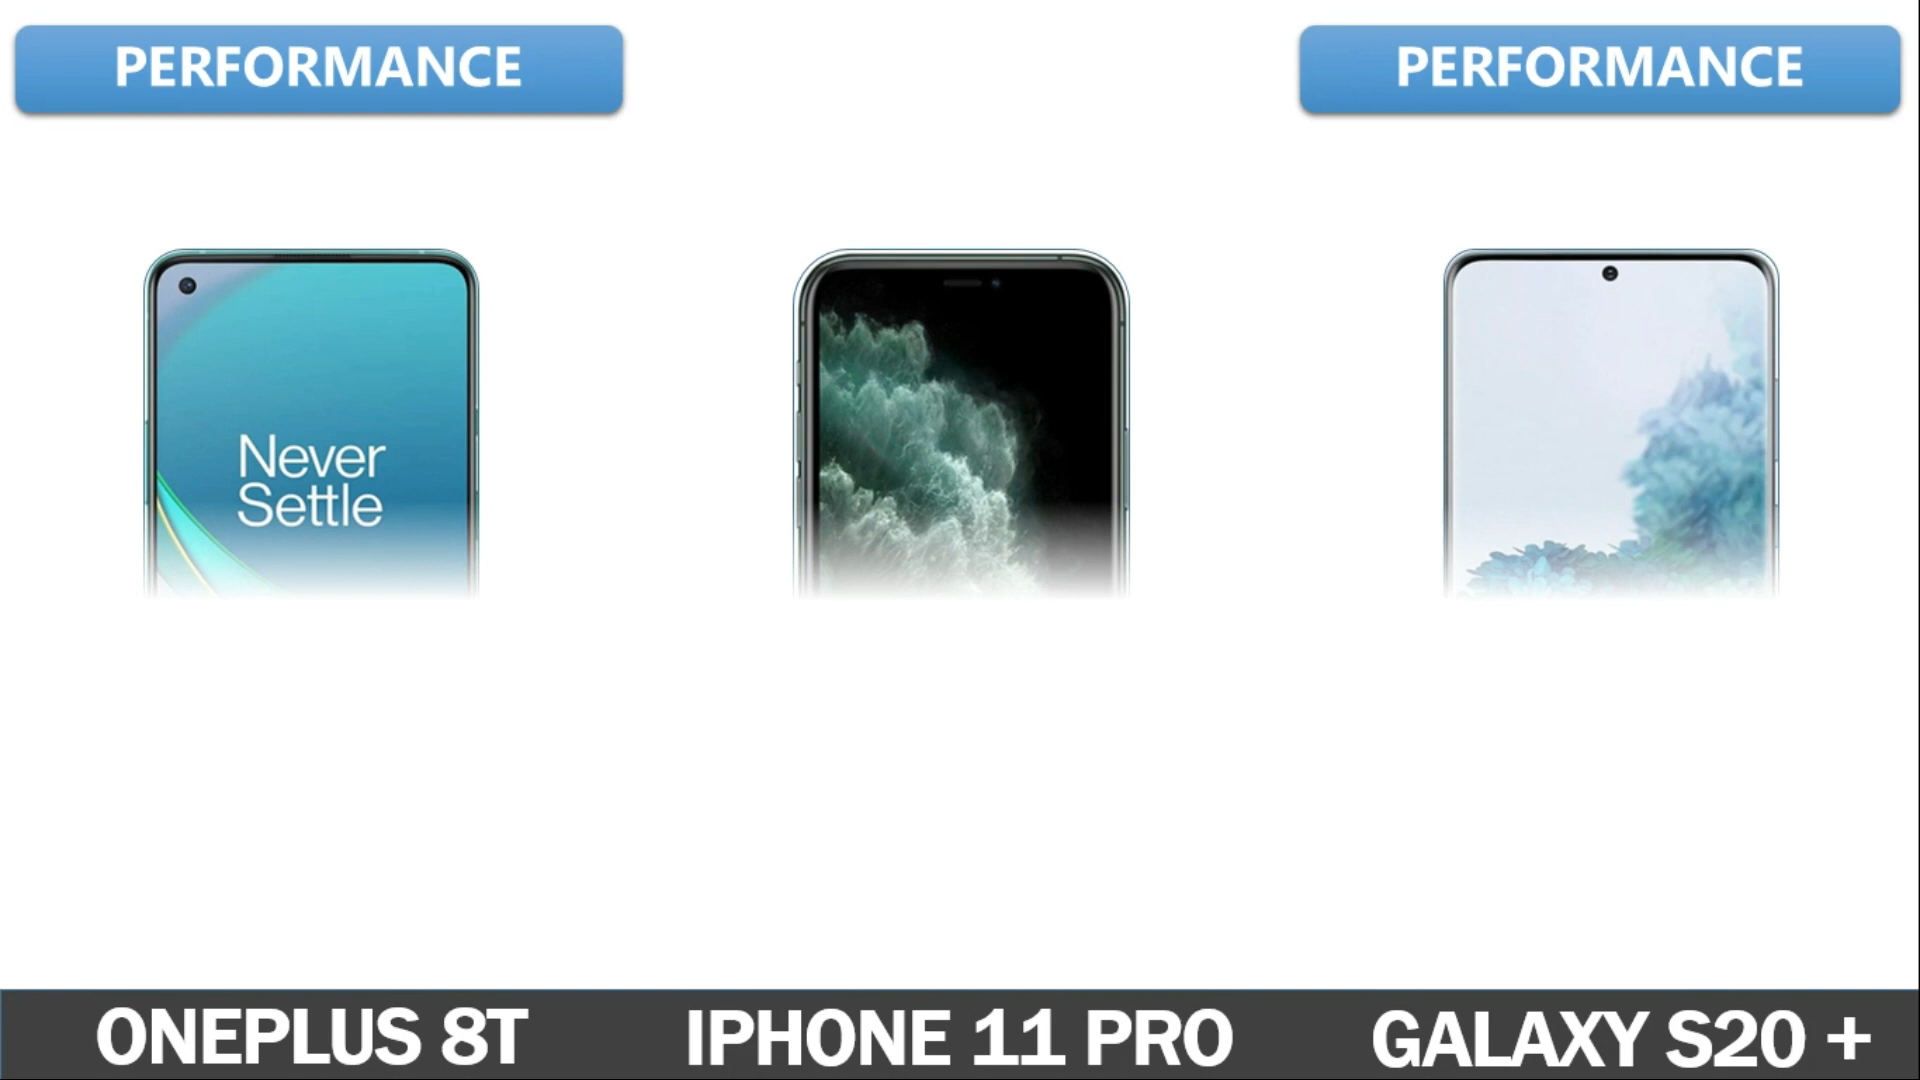 PERFORMANCE
PERFORMANCE
Never
Settle
ONEPLUS 8T
IPHONE 11 PRO
GALAXY S20 +